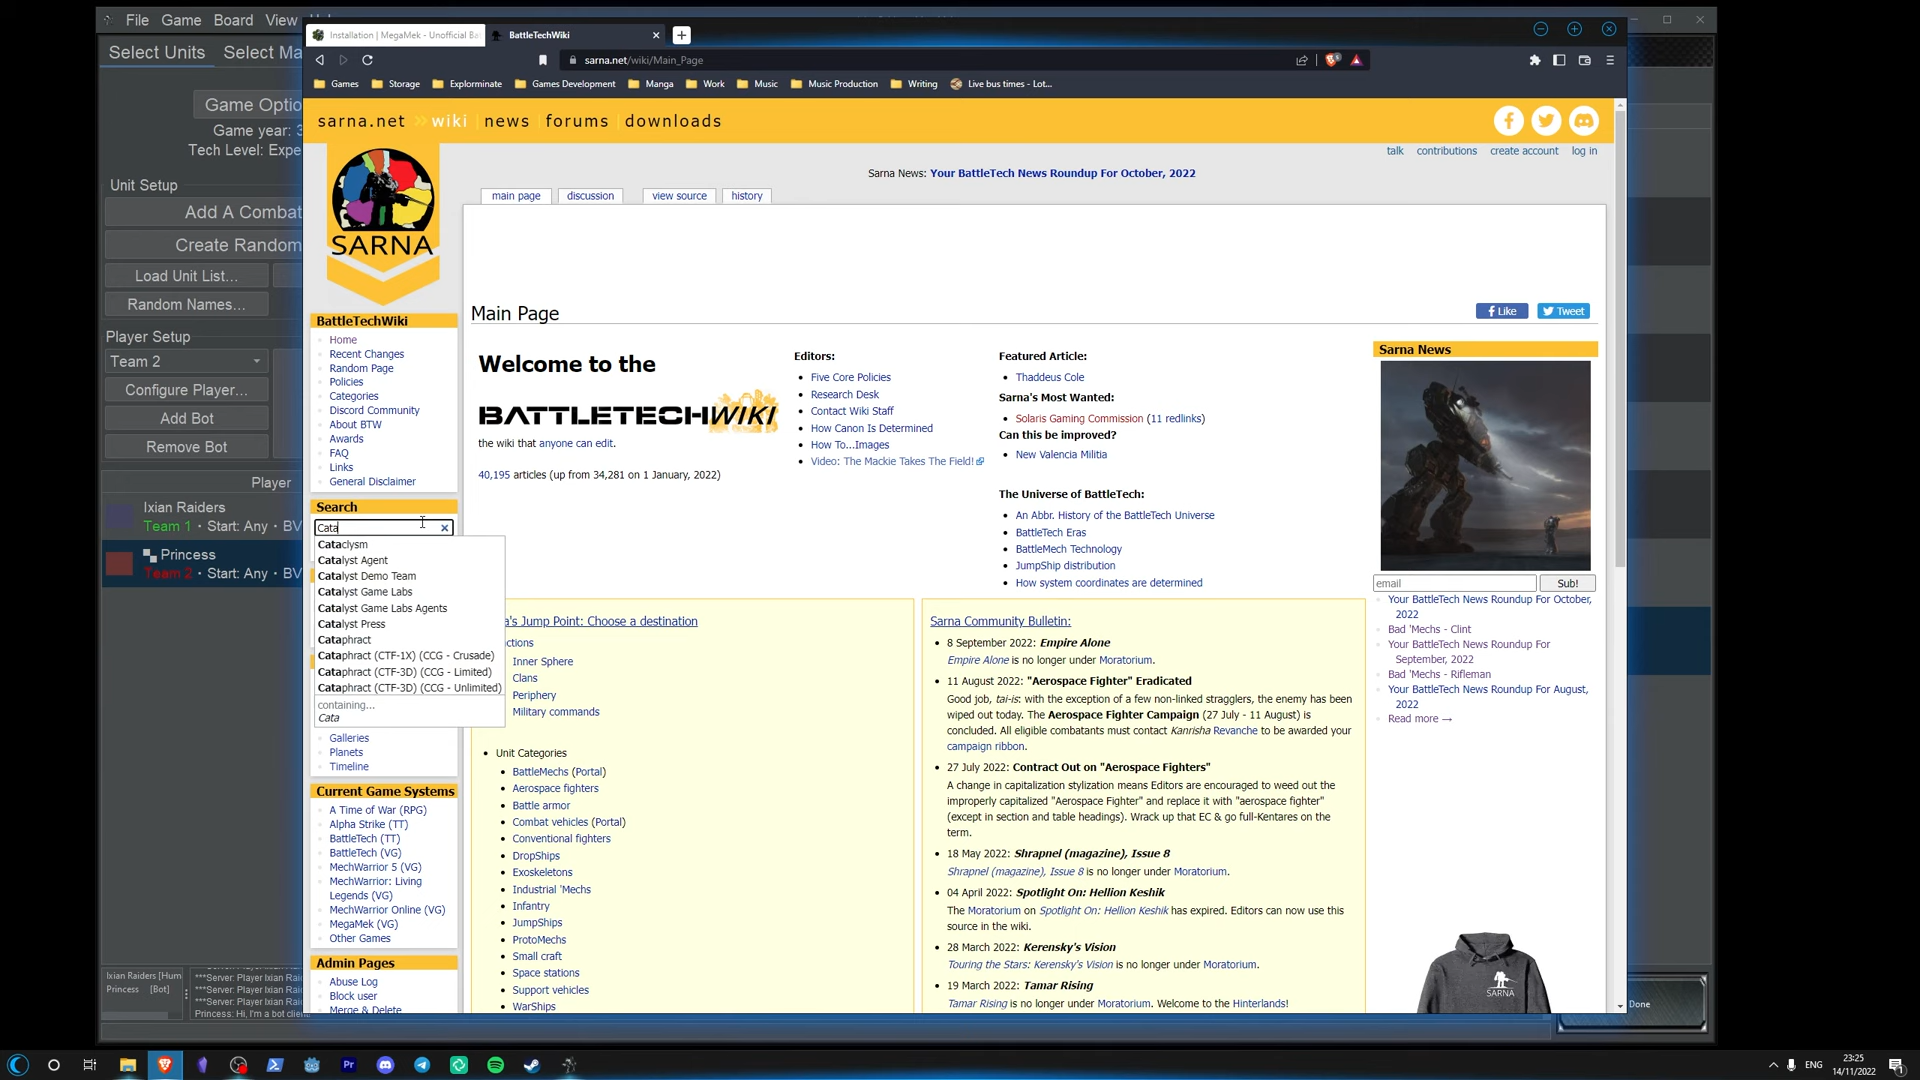 File Game Board View
Select Units Select Ma
Game Optio
Game year: 3
Tech Level: Expe
Unit Setup
Add A Combat
Create Random
Load Unit List...
Random Names...
Player Setup
Team 2
Configure Player...
Add Bot
Remove Bot
Player
Ixian Raiders
Team 1 • Start: Any • BV
Princess
Team 2 • Start: Any • BV
Ixian Raiders [Hum
Princess [Bot]
***Server: Player Ixian Rai
***Server: Player Ixian Rai
***Server: Player Ixian Rai
Princess: Hi, I'm a bot clien
Done
Installation | MegaMek - Unofficial Ba
BattleTechWiki
sarna.net/wiki/Main_Page
Games Storage Explorminate Games Development Manga Work Music Music Production Writing Live bus times - Lot...
sarna.net » wiki | news | forums | downloads
talk contributions create account log in
Sarna News: Your BattleTech News Roundup For October, 2022
main page discussion view source history
SARNA
Main Page
Like Tweet
BattleTechWiki
Home
Recent Changes
Random Page
Policies
Categories
Discord Community
About BTW
Awards
FAQ
Links
General Disclaimer
Search
Cata
Cataclysm
Catalyst Agent
Catalyst Demo Team
Catalyst Game Labs
Catalyst Game Labs Agents
Catalyst Press
Cataphract
Cataphract (CTF-1X) (CCG - Crusade)
Cataphract (CTF-3D) (CCG - Limited)
Cataphract (CTF-3D) (CCG - Unlimited)
containing...
Cata
Galleries
Planets
Timeline
Current Game Systems
A Time of War (RPG)
Alpha Strike (TT)
BattleTech (TT)
BattleTech (VG)
MechWarrior 5 (VG)
MechWarrior: Living
Legends (VG)
MechWarrior Online (VG)
MegaMek (VG)
Other Games
Admin Pages
Abuse Log
Block user
Merge & Delete
Welcome to the
BATTLETECHWIKI
the wiki that anyone can edit.
40,195 articles (up from 34,281 on 1 January, 2022)
Editors:
Five Core Policies
Research Desk
Contact Wiki Staff
How Canon Is Determined
How To...Images
Video: The Mackie Takes The Field!
Featured Article:
Thaddeus Cole
Sarna's Most Wanted:
Solaris Gaming Commission (11 redlinks)
Can this be improved?
New Valencia Militia
The Universe of BattleTech:
An Abbr. History of the BattleTech Universe
BattleTech Eras
BattleMech Technology
JumpShip distribution
How system coordinates are determined
a's Jump Point: Choose a destination
ctions
Inner Sphere
Clans
Periphery
Military commands
Unit Categories
BattleMechs (Portal)
Aerospace fighters
Battle armor
Combat vehicles (Portal)
Conventional fighters
DropShips
Exoskeletons
Industrial 'Mechs
Infantry
JumpShips
ProtoMechs
Small craft
Space stations
Support vehicles
WarShips
Sarna Community Bulletin:
8 September 2022: Empire Alone
Empire Alone is no longer under Moratorium.
11 August 2022: "Aerospace Fighter" Eradicated
Good job, tai-is: with the exception of a few non-linked stragglers, the enemy has been
wiped out today. The Aerospace Fighter Campaign (27 July - 11 August) is
concluded. All eligible combatants must contact Kanrisha Revanche to be awarded your
campaign ribbon.
27 July 2022: Contract Out on "Aerospace Fighters"
A change in capitalization stylization means Editors are encouraged to weed out the
improperly capitalized "Aerospace Fighter" and replace it with "aerospace fighter"
(except in section and table headings). Wrack up that EC & go full-Kentares on the
term.
18 May 2022: Shrapnel (magazine), Issue 8
Shrapnel (magazine), Issue 8 is no longer under Moratorium.
04 April 2022: Spotlight On: Hellion Keshik
The Moratorium on Spotlight On: Hellion Keshik has expired. Editors can now use this
source in the wiki.
28 March 2022: Kerensky's Vision
Touring the Stars: Kerensky's Vision is no longer under Moratorium.
19 March 2022: Tamar Rising
Tamar Rising is no longer under Moratorium. Welcome to the Hinterlands!
Sarna News
email Sub!
Your BattleTech News Roundup For October,
2022
Bad 'Mechs - Clint
Your BattleTech News Roundup For
September, 2022
Bad 'Mechs - Rifleman
Your BattleTech News Roundup For August,
2022
Read more →
SARNA
ENG
23:25
14/11/2022